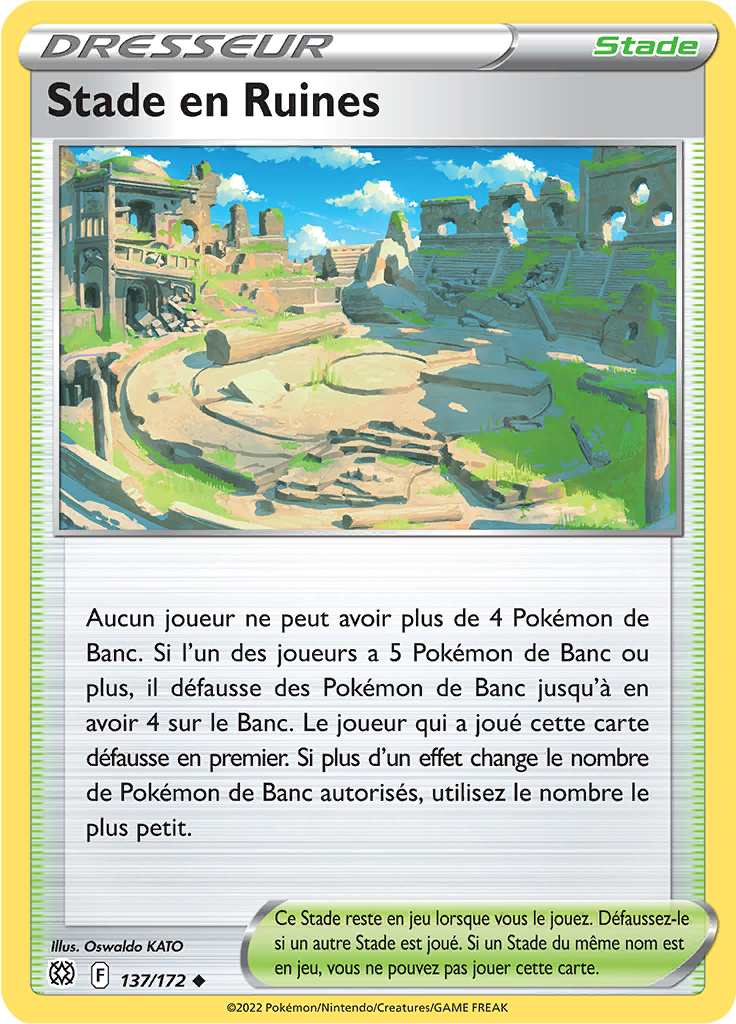 DRESSEUR
Stade
Stade en Ruines
Aucun joueur ne peut avoir plus de 4 Pokémon de
Banc. Si l'un des joueurs a 5 Pokémon de Banc ou
plus, il défausse des Pokémon de Banc jusqu'à en
avoir 4 sur le Banc. Le joueur qui a joué cette carte
défausse en premier. Si plus d'un effet change le nombre
de Pokémon de Banc autorisés, utilisez le nombre le
plus petit.
Ce Stade reste en jeu lorsque vous le jouez. Défaussez-le
si un autre Stade est joué. Si un Stade du même nom est
en jeu, vous ne pouvez pas jouer cette carte.
Illus. Oswaldo KATO
F 137/172
©2022 Pokémon/Nintendo/Creatures/GAME FREAK